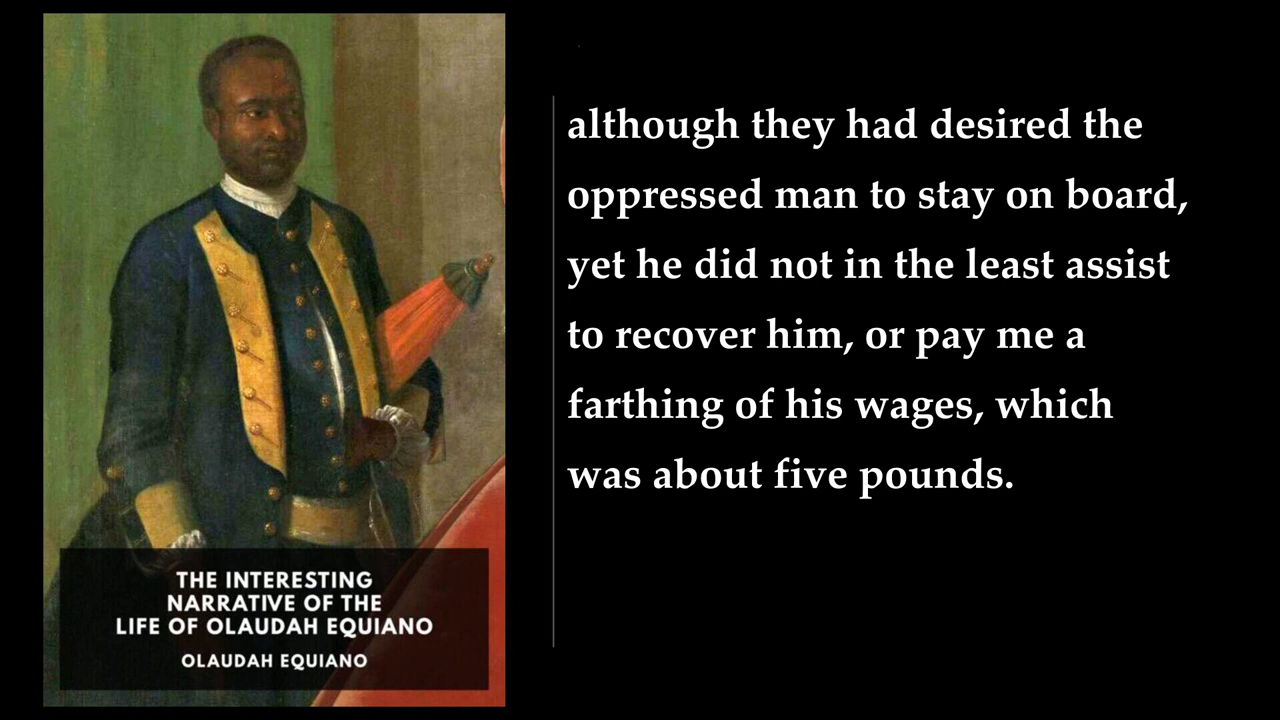 THE INTERESTING
NARRATIVE OF THE
LIFE OF OLAUDAH EQUIANO
OLAUDAH EQUIANO
although they had desired the
oppressed man to stay on board,
yet he did not in the least assist
to recover him, or pay me a
farthing of his wages, which
was about five pounds.